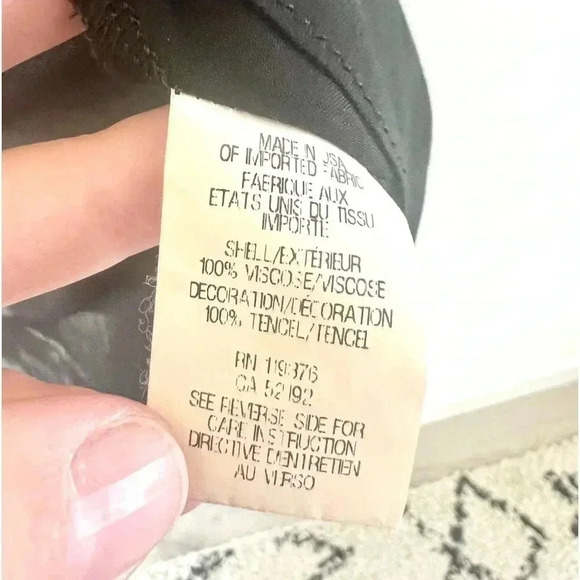 MADE IN USA
OF IMPORTED FABRIC
FABRIQUE AUX
ETATS UNIS DU TISSU
IMPORTE
SHELL/EXTÉRIEUR
100% VISCOSE/VISCOSE
DECORATION/DÉCORATION
100% TENCEL/TENCEL
RN 119376
CA 52192
SEE REVERSE SIDE FOR
CARE INSTRUCTION
DIRECTIVE D'ENTRETIEN
AU VERSO